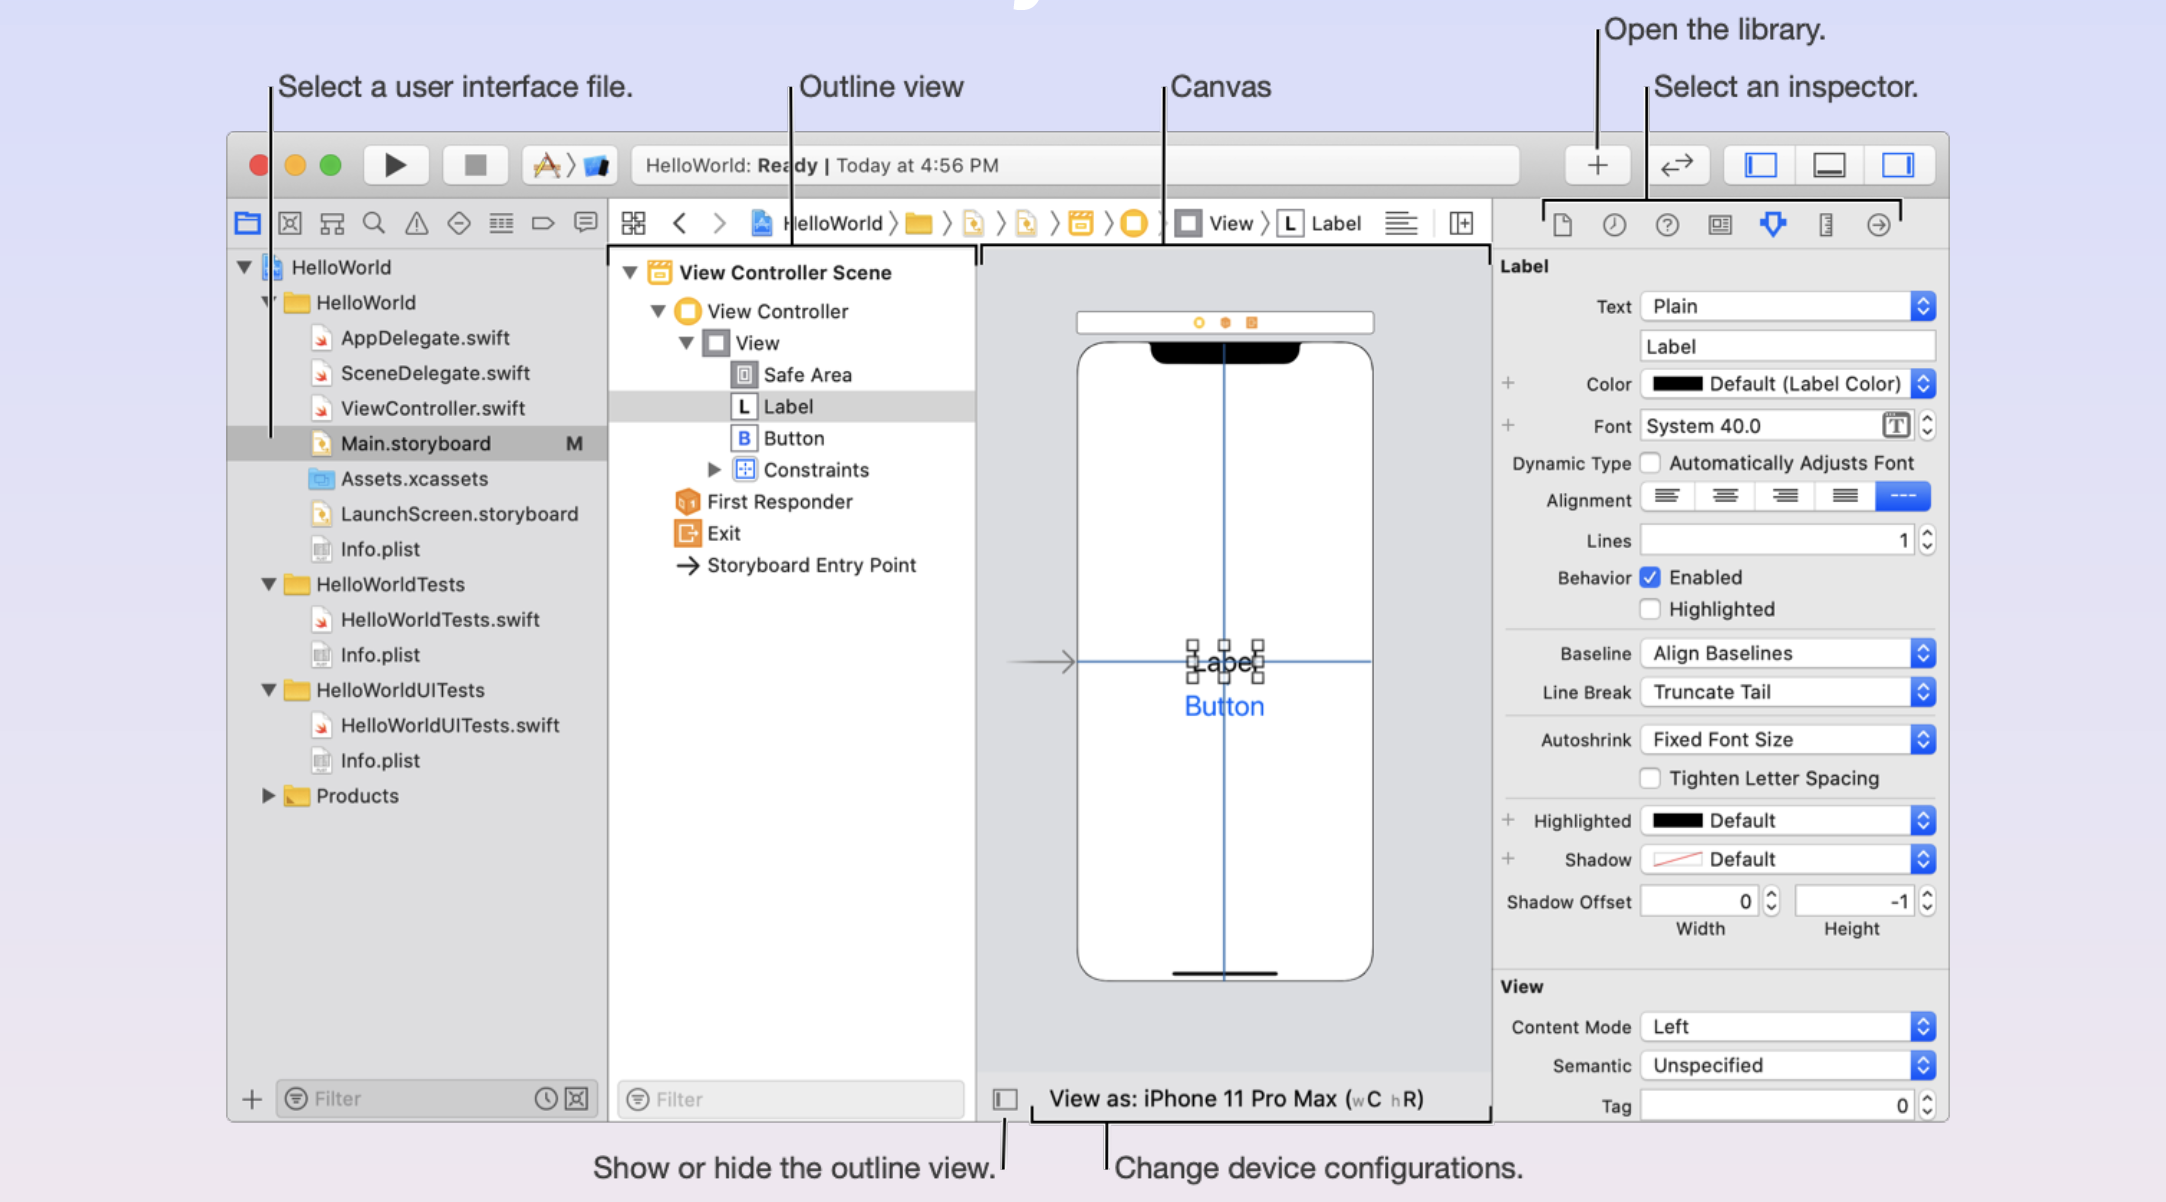 Open the library.
Select a user interface file.
Outline view
Canvas
Select an inspector.
HelloWorld: Ready | Today at 4:56 PM
HelloWorld
View
L
Label
HelloWorld
HelloWorld
AppDelegate.swift
SceneDelegate.swift
ViewController.swift
Main.storyboard
M
Assets.xcassets
LaunchScreen.storyboard
Info.plist
HelloWorldTests
HelloWorldTests.swift
Info.plist
HelloWorldUITests
HelloWorldUITests.swift
Info.plist
Products
Filter
View Controller Scene
View Controller
View
Safe Area
L Label
B Button
Constraints
First Responder
Exit
Storyboard Entry Point
Filter
Label
Button
View as: iPhone 11 Pro Max (wC hR)
Label
Text Plain
Label
Color Default (Label Color)
Font System 40.0 T
Dynamic Type Automatically Adjusts Font
Alignment ---
Lines 1
Behavior Enabled
Highlighted
Baseline Align Baselines
Line Break Truncate Tail
Autoshrink Fixed Font Size
Tighten Letter Spacing
Highlighted Default
Shadow Default
Shadow Offset 0 -1
Width Height
View
Content Mode Left
Semantic Unspecified
Tag 0
Show or hide the outline view.
Change device configurations.